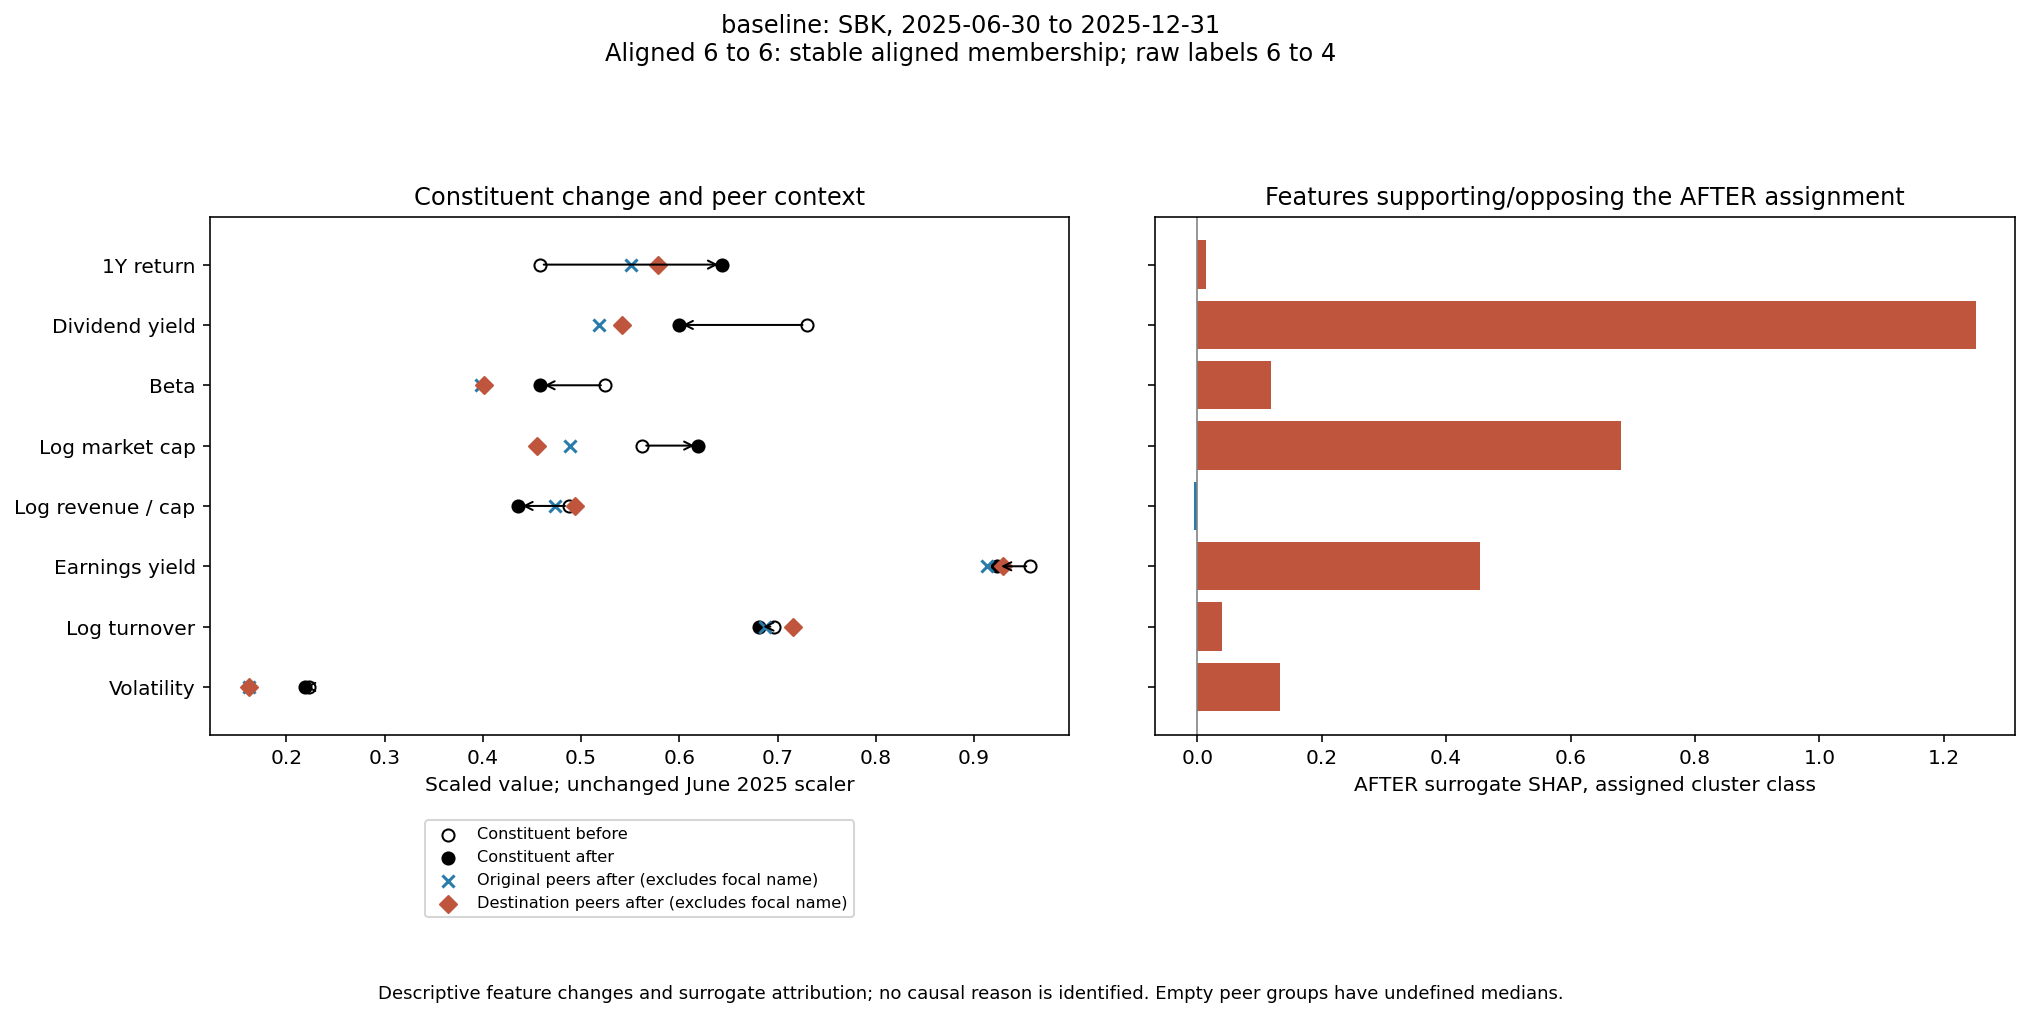 baseline: SBK, 2025-06-30 to 2025-12-31
Aligned 6 to 6: stable aligned membership; raw labels 6 to 4
Constituent change and peer context
1Y return
Dividend yield
Beta
Log market cap
Log revenue / cap
Earnings yield
Log turnover
Volatility
0.2 0.3 0.4 0.5 0.6 0.7 0.8 0.9
Scaled value; unchanged June 2025 scaler
Constituent before
Constituent after
Original peers after (excludes focal name)
Destination peers after (excludes focal name)
Features supporting/opposing the AFTER assignment
0.0 0.2 0.4 0.6 0.8 1.0 1.2
AFTER surrogate SHAP, assigned cluster class
Descriptive feature changes and surrogate attribution; no causal reason is identified. Empty peer groups have undefined medians.